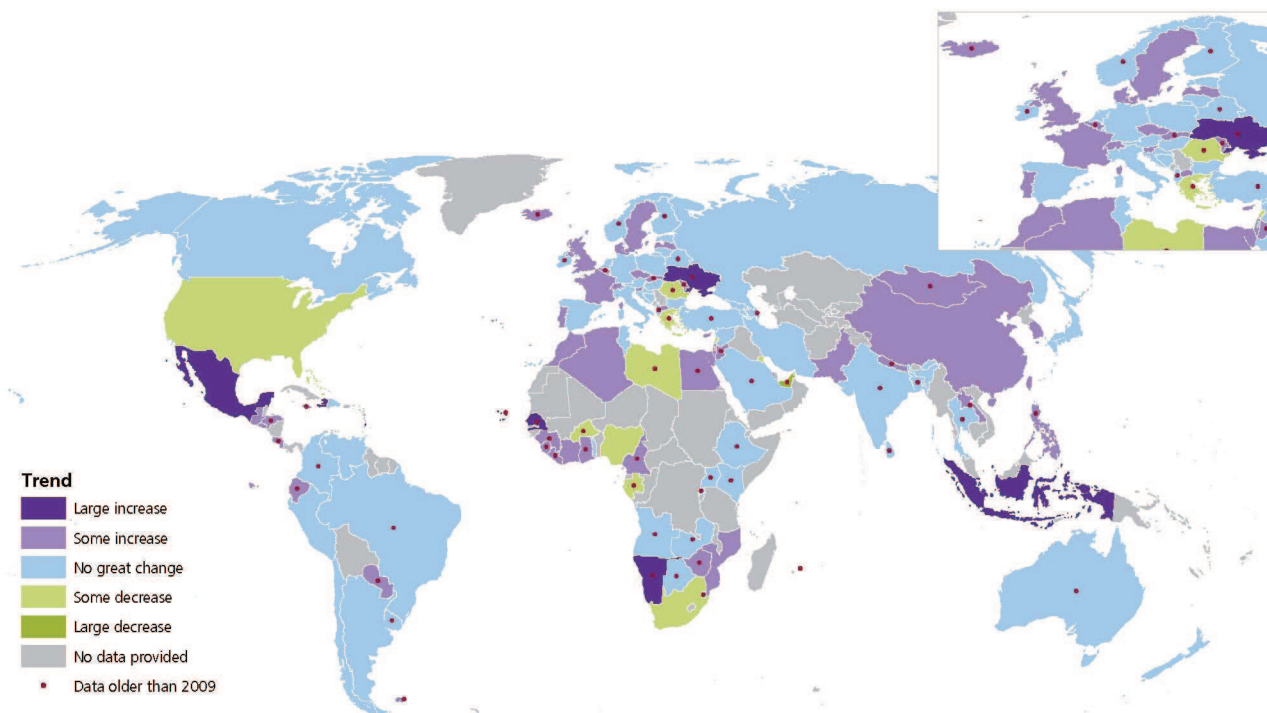 Trend
Large increase
Some increase
No great change
Some decrease
Large decrease
No data provided
Data older than 2009